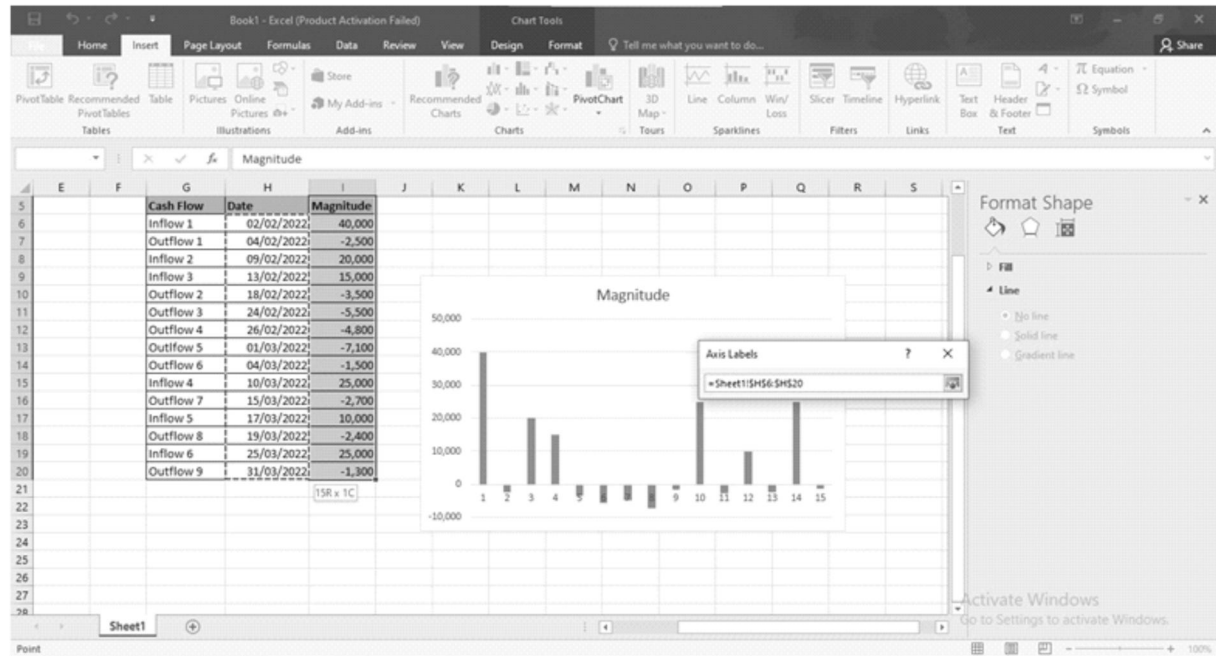 Book1 - Excel (Product Activation Failed)
Chart Tools
File Home Insert Page Layout Formulas Data Review View Design Format Tell me what you want to do... Share
PivotTable Recommended PivotTables Table
Pictures Online Pictures
Store
My Add-ins
Recommended Charts
PivotChart
3D Map
Line Column Win/Loss
Slicer Timeline
Hyperlink
Text Box Header & Footer
Equation
Symbol
Tables Illustrations Add-ins Charts Tours Sparklines Filters Links Text Symbols
fx Magnitude
E F G H I J K L M N O P Q R S
5 Cash Flow Date Magnitude
6 Inflow 1 02/02/2022 40,000
7 Outflow 1 04/02/2022 -2,500
8 Inflow 2 09/02/2022 20,000
9 Inflow 3 13/02/2022 15,000
10 Outflow 2 18/02/2022 -3,500
11 Outflow 3 24/02/2022 -5,500
12 Outflow 4 26/02/2022 -4,800
13 Outlfow 5 01/03/2022 -7,100
14 Outflow 6 04/03/2022 -1,500
15 Inflow 4 10/03/2022 25,000
16 Outflow 7 15/03/2022 -2,700
17 Inflow 5 17/03/2022 10,000
18 Outflow 8 19/03/2022 -2,400
19 Inflow 6 25/03/2022 25,000
20 Outflow 9 31/03/2022 -1,300
21
22
23
24
25
26
27
28
15R x 1C
Magnitude
50,000
40,000
30,000
20,000
10,000
0
-10,000
1 2 3 4 5 6 7 8 9 10 11 12 13 14 15
Axis Labels ? ×
=Sheet1!$H$6:$H$20
Format Shape
Fill
Line
No line
Solid line
Gradient line
Activate Windows
Go to Settings to activate Windows.
Sheet1
Point
100%